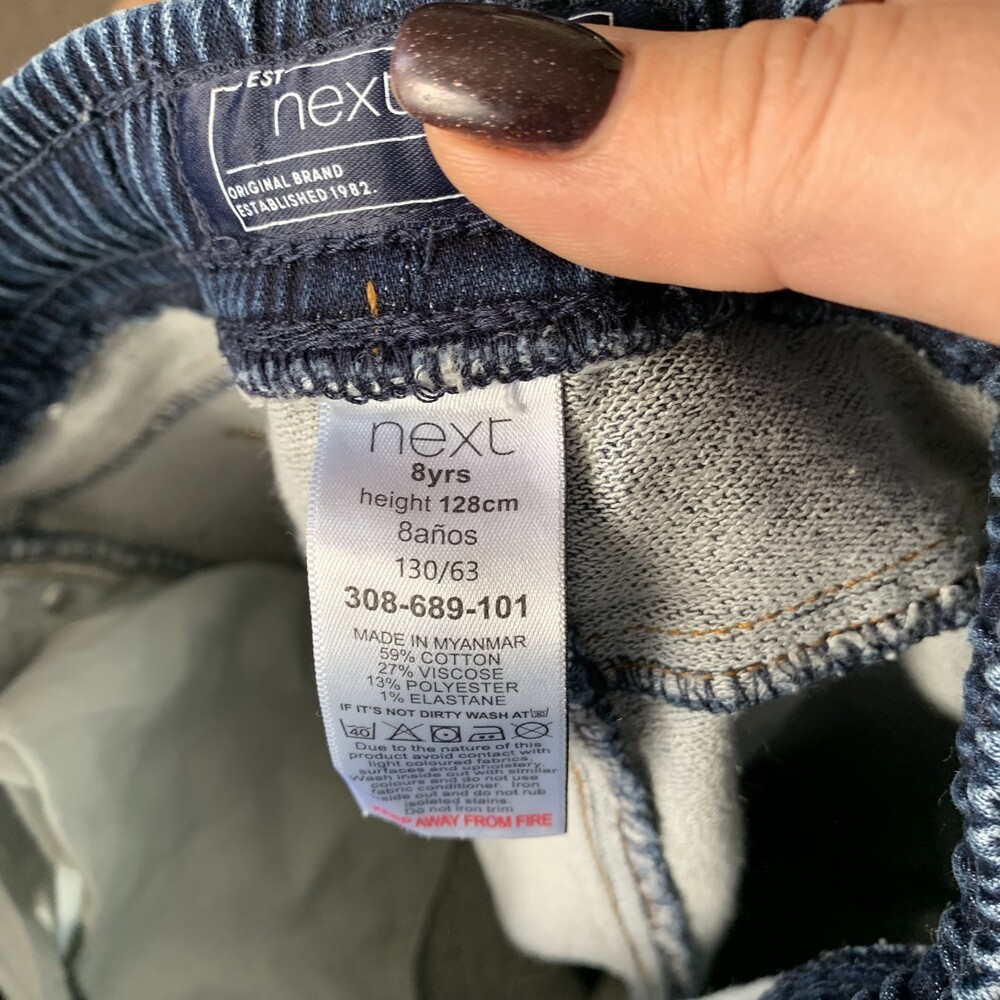 EST
next
ORIGINAL BRAND
ESTABLISHED 1982.
next
8yrs
height 128cm
8años
130/63
308-689-101
MADE IN MYANMAR
59% COTTON
27% VISCOSE
13% POLYESTER
1% ELASTANE
IF IT'S NOT DIRTY WASH AT 30
40
Due to the nature of this
product avoid contact with
light coloured fabrics,
surfaces and upholstery.
Wash inside out with similar
colours and do not use
fabric conditioner. Iron
side out and do not rub
isolated stains.
Do not iron trim
KEEP AWAY FROM FIRE